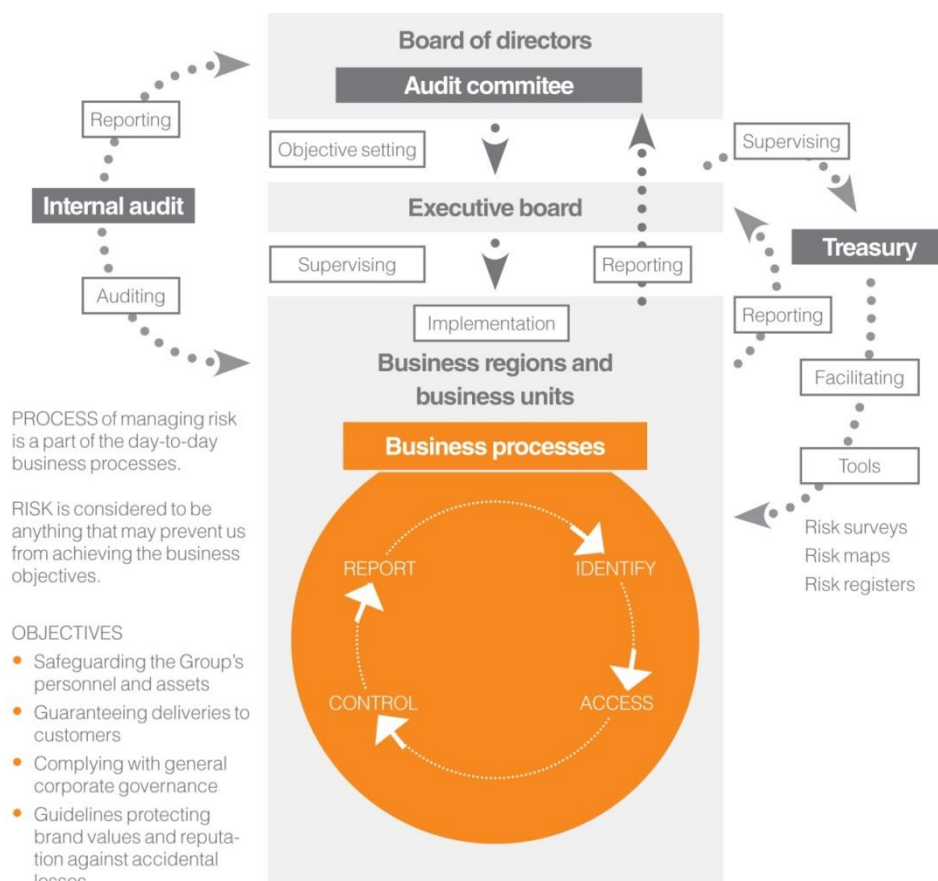 Board of directors
Audit commitee
Reporting
Objective setting
Supervising
Internal audit
Executive board
Treasury
Auditing
Supervising
Reporting
Reporting
Implementation
Business regions and
business units
Facilitating
Business processes
Tools
Risk surveys
Risk maps
Risk registers
PROCESS of managing risk
is a part of the day-to-day
business processes.
RISK is considered to be
anything that may prevent us
from achieving the business
objectives.
OBJECTIVES
Safeguarding the Group's
personnel and assets
Guaranteeing deliveries to
customers
Complying with general
corporate governance
Guidelines protecting
brand values and reputa-
tion against accidental
losses
REPORT
IDENTIFY
CONTROL
ACCESS